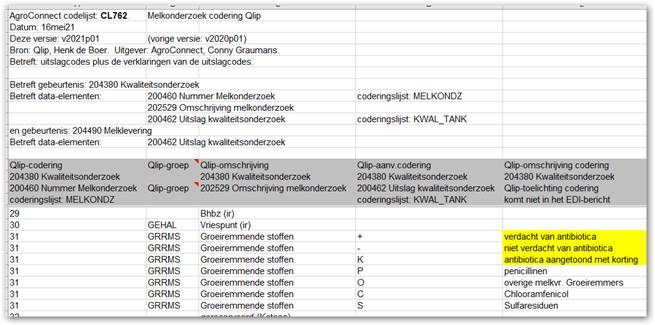 AgroConnect codelijst: CL762. Melkonderzoek codering Qlip
Datum: 16mei21
Deze versie: v2021p01 (vorige versie: v2020p01)
Bron: Qlip, Henk de Boer. Uitgever: AgroConnect, Conny Graumans.
Betreft: uitslagcodes plus de verklaringen van de uitslagcodes.
Betreft gebeurtenis: 204380 Kwaliteitsonderzoek
Betreft data-elementen: 200460 Nummer Melkonderzoek coderingslijst: MELKONDZ
202529 Omschrijving melkonderzoek
200462 Uitslag kwaliteitsonderzoek coderingslijst: KWAL_TANK
en gebeurtenis: 204490 Melklevering
Betreft data-elementen: 200462 Uitslag kwaliteitsonderzoek
Qlip-codering Qlip-groep Qlip-omschrijving Qlip-aanv.codering Qlip-omschrijving codering
204380 Kwaliteitsonderzoek 204380 Kwaliteitsonderzoek 204380 Kwaliteitsonderzoek 204380 Kwaliteitsonderzoek
200460 Nummer Melkonderzoek Qlip-groep 202529 Omschrijving melkonderzoek 200462 Uitslag kwaliteitsonderzoek Qlip-toelichting codering
coderingslijst: MELKONDZ coderingslijst: KWAL_TANK komt niet in het EDI-bericht
29 Bhbz (ir)
30 GEHAL Vriespunt (ir)
31 GRRMS Groeiremmende stoffen + verdacht van antibiotica
31 GRRMS Groeiremmende stoffen - niet verdacht van antibiotica
31 GRRMS Groeiremmende stoffen K antibiotica aangetoond met korting
31 GRRMS Groeiremmende stoffen P penicillinen
31 GRRMS Groeiremmende stoffen O overige melkvr. Groeiremmers
31 GRRMS Groeiremmende stoffen C Chlooramfenicol
31 GRRMS Groeiremmende stoffen S Sulfaresiduen